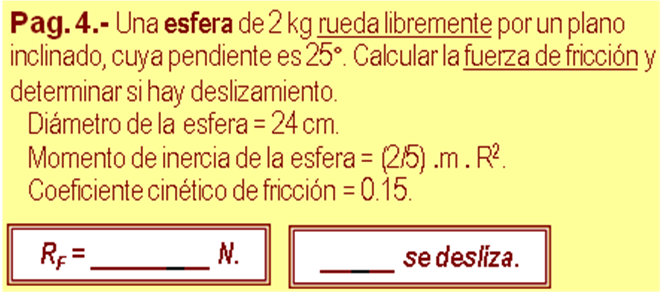 Pag. 4.- Una esfera de 2 kg rueda libremente por un plano
inclinado, cuya pendiente es 25°. Calcular la fuerza de fricción y
determinar si hay deslizamiento.
Diámetro de la esfera = 24 cm.
Momento de inercia de la esfera = (2/5) .m . R².
Coeficiente cinético de fricción = 0.15.
R_F = ________ N.
_____ se desliza.